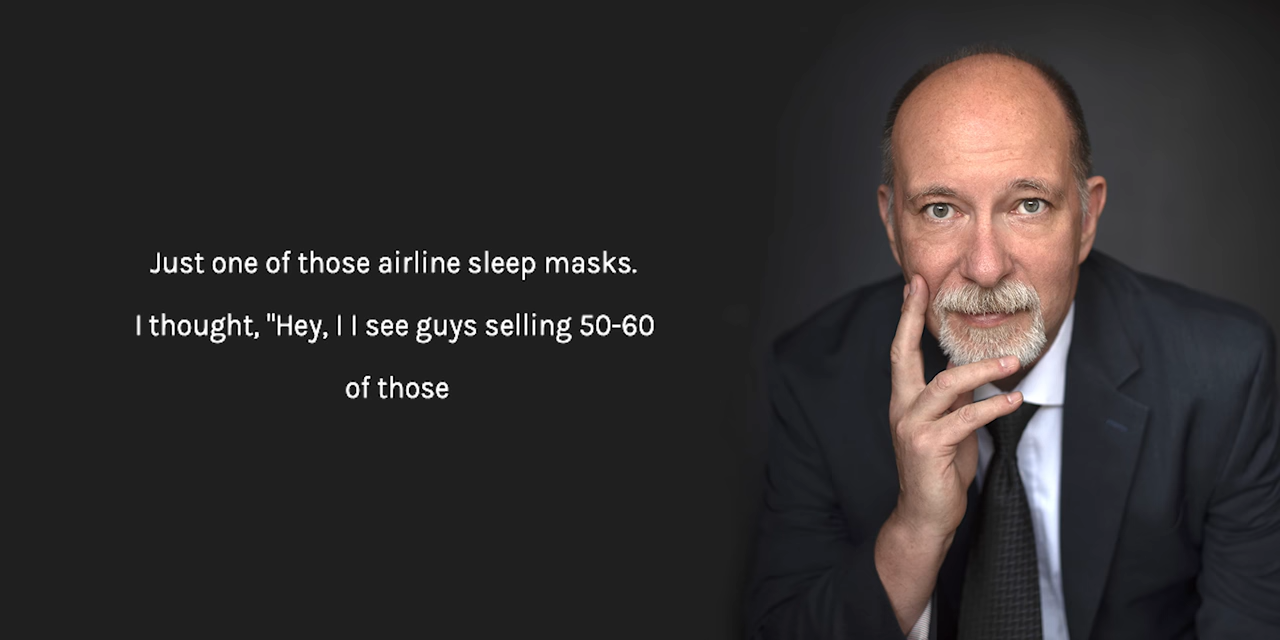 Just one of those airline sleep masks.
I thought, "Hey, I I see guys selling 50-60
of those